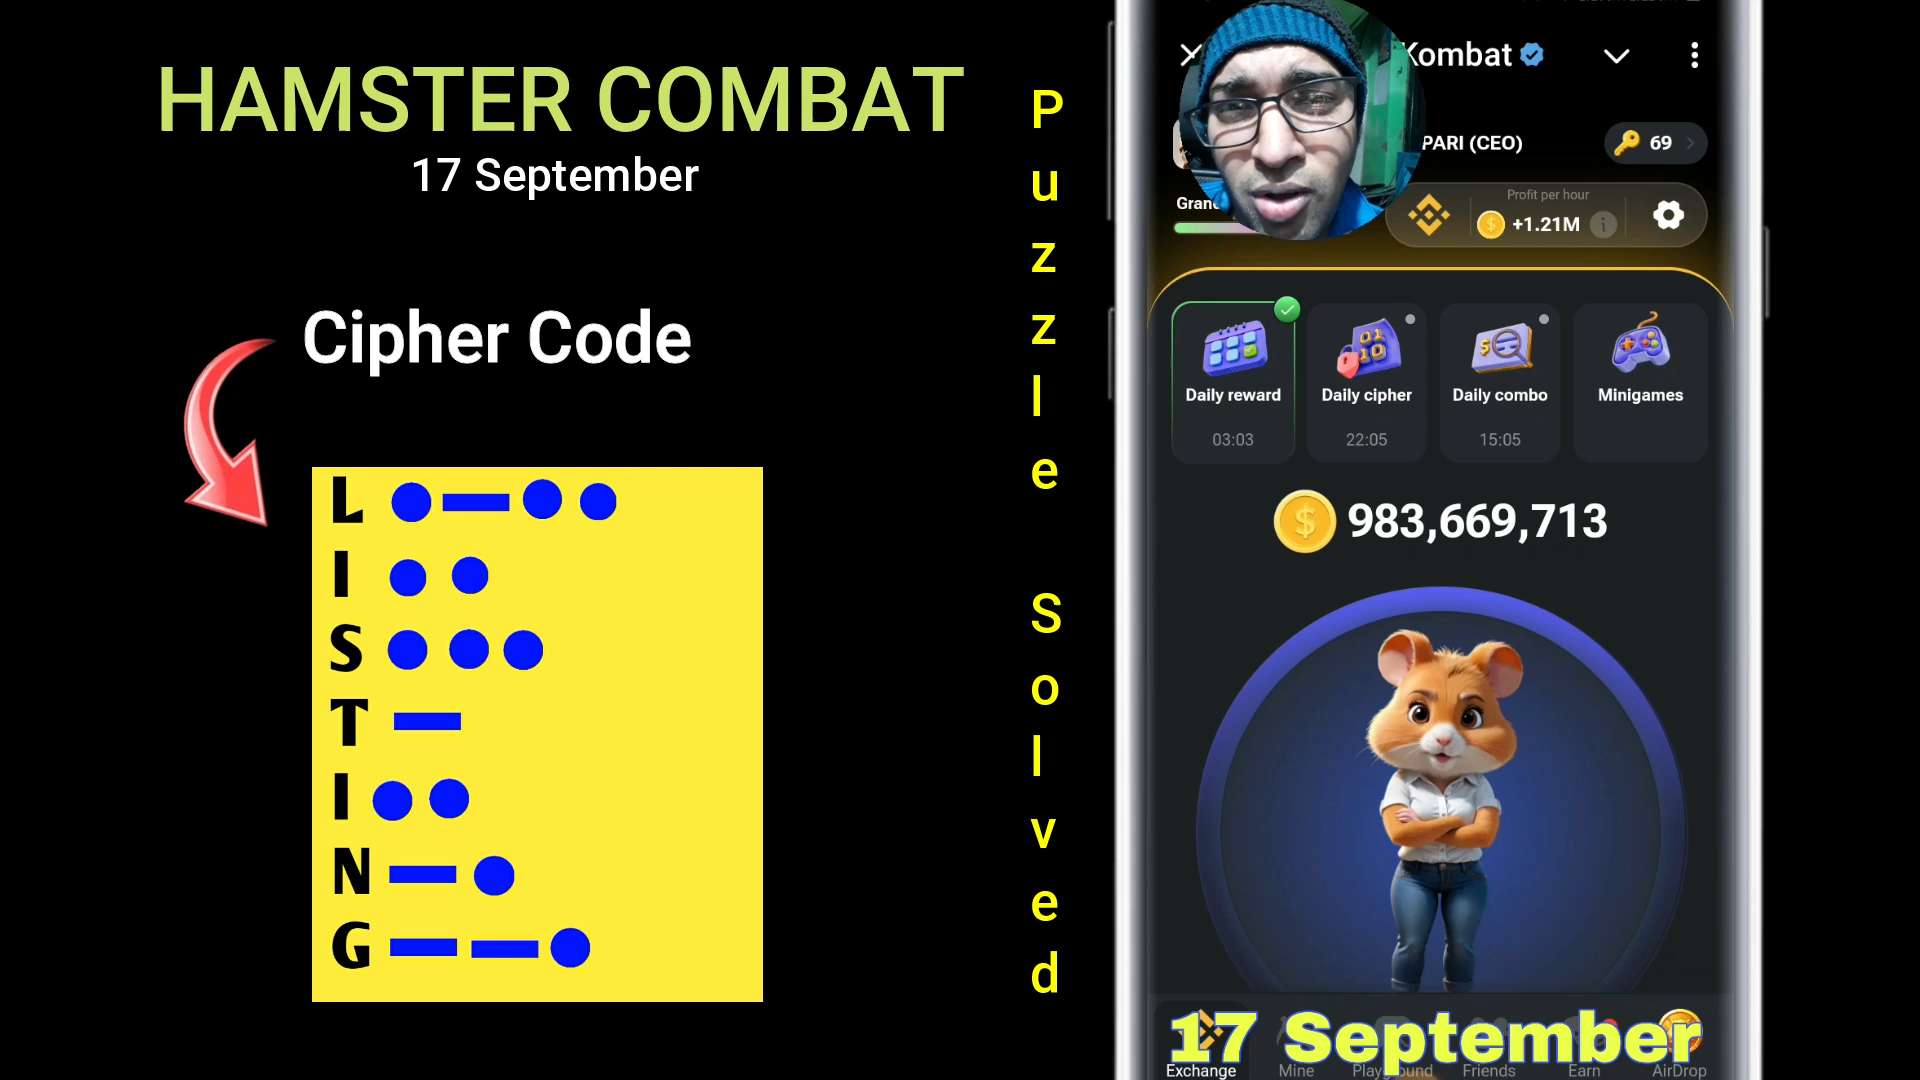 HAMSTER COMBAT
17 September
Cipher Code
L
I
S
T
I
N
G
Puzzle Solved
Kombat
PARI (CEO)
69
Profit per hour
+1.21M
Daily reward
03:03
Daily cipher
22:05
Daily combo
15:05
Minigames
983,669,713
17 September
Exchange
Mine
Friends
Earn
AirDrop